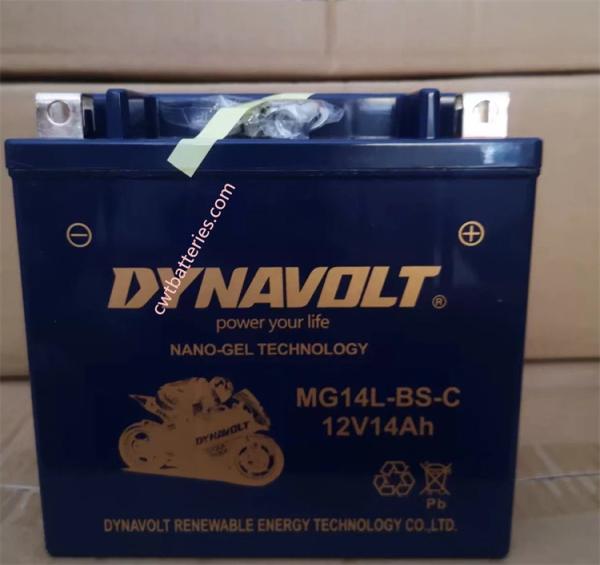 cwtbatteries.com
DYNAVOLT®
power your life
NANO-GEL TECHNOLOGY
MG14L-BS-C
12V14Ah
DYNAVOLT
Pb
DYNAVOLT RENEWABLE ENERGY TECHNOLOGY CO.,LTD.